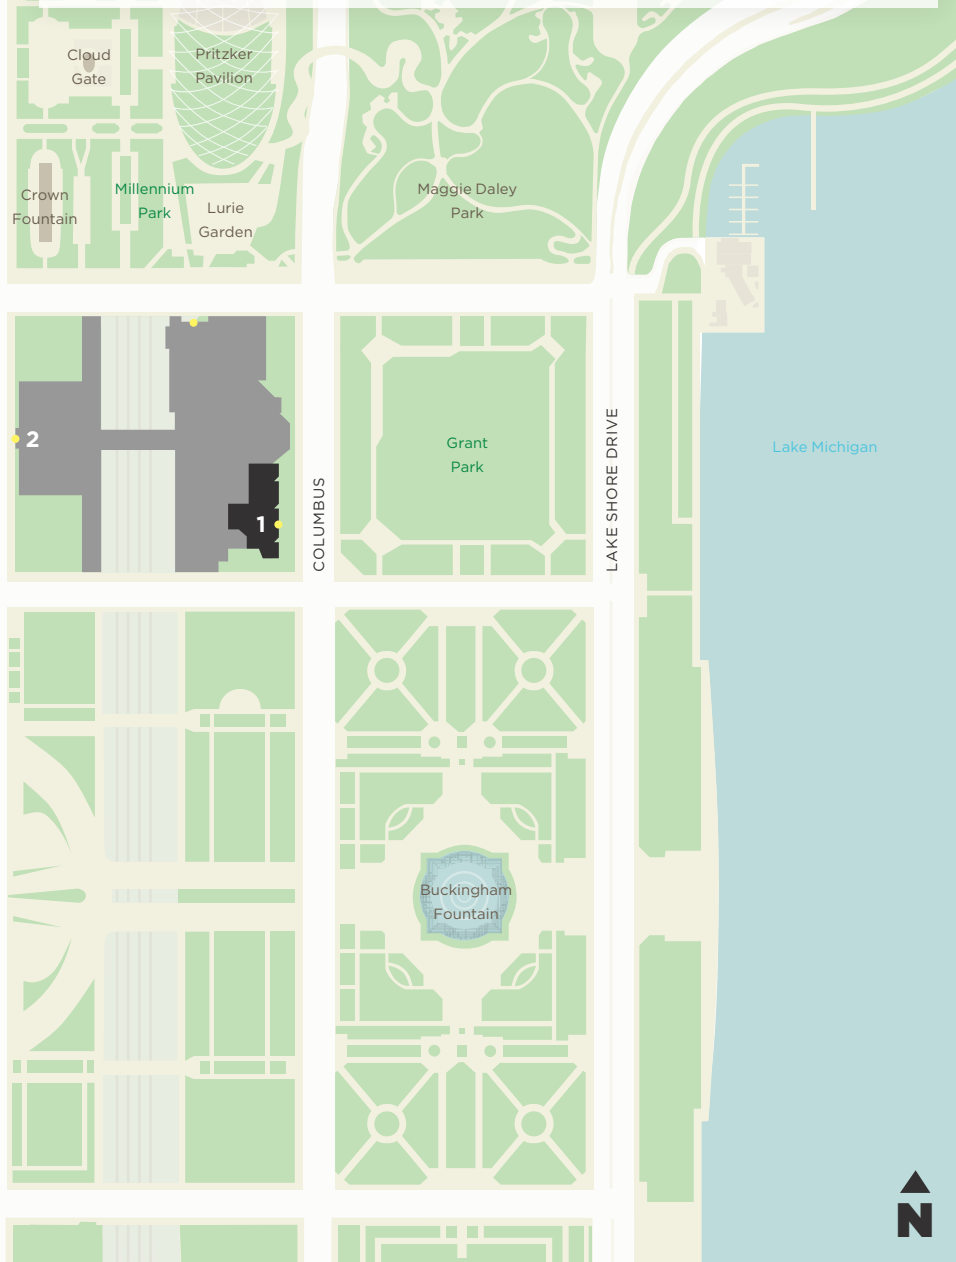 Cloud
Gate
Pritzker
Pavilion
Crown
Fountain
Millennium
Park
Lurie
Garden
Maggie Daley
Park
2
1
COLUMBUS
Grant
Park
LAKE SHORE DRIVE
Lake Michigan
Buckingham
Fountain
N